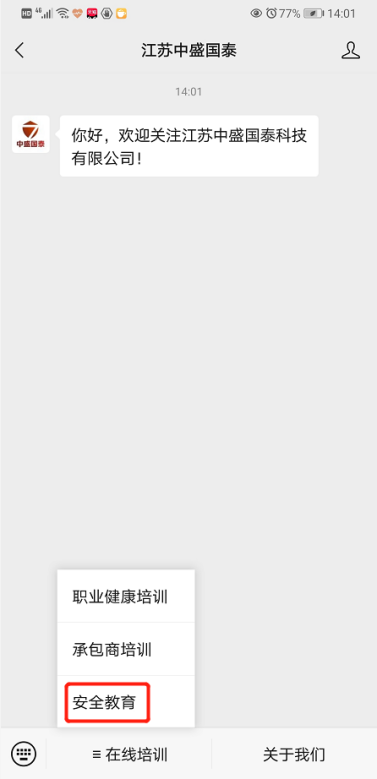 HD 4G 77% 14:01
江苏中盛国泰
14:01
中盛国泰
你好，欢迎关注江苏中盛国泰科技
有限公司！
职业健康培训
承包商培训
安全教育
≡ 在线培训
关于我们